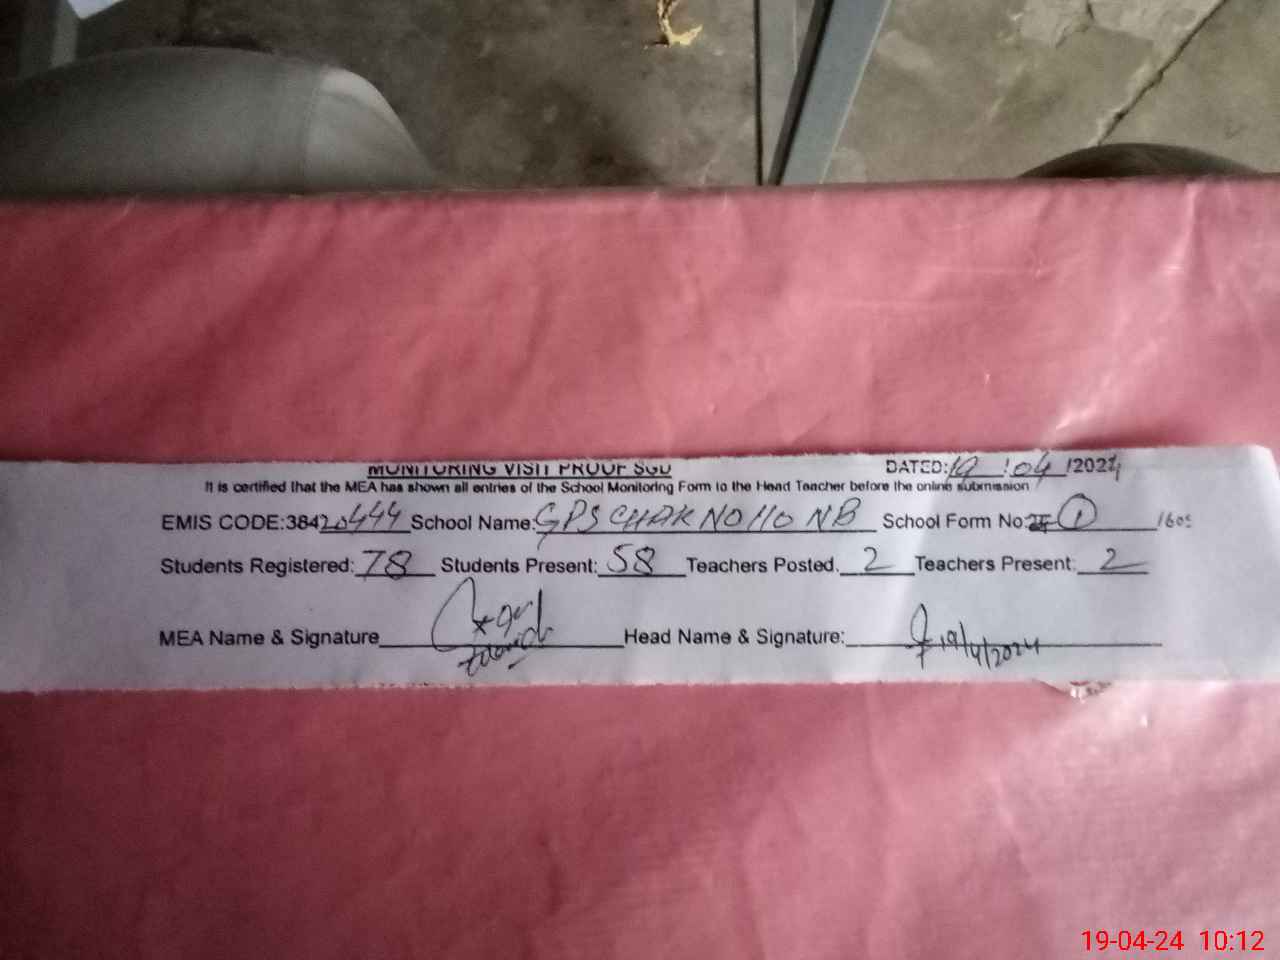 MONITORING VISIT PROOF SGD DATED: 19/04/2024
It is certified that the MEA has shown all entries of the School Monitoring Form to the Head Teacher before the online submission
EMIS CODE:38420444 School Name: GPS CHAK NO 110 NB School Form No: 1 /60
Students Registered: 78 Students Present: 58 Teachers Posted. 2 Teachers Present: 2
MEA Name & Signature Head Name & Signature: 19/4/2024
19-04-24 10:12